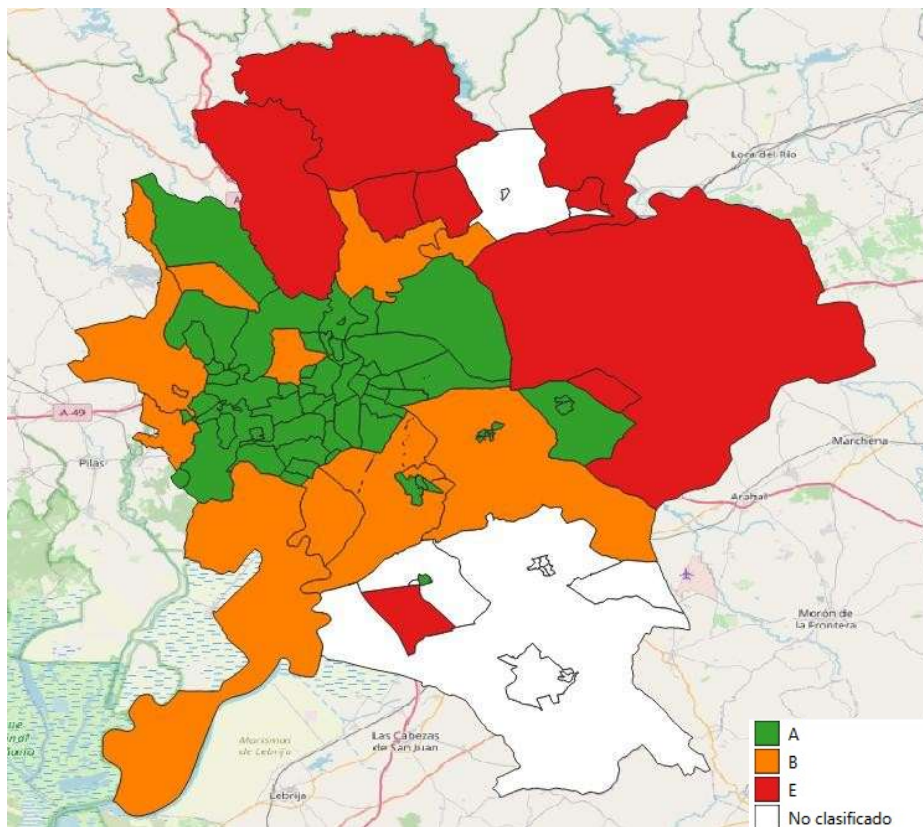 Lora del Río
A-49
Pilas
Marchena
Arahal
Morón de
la Frontera
Marismas
de Lebrija
Las Cabezas
de San Juan
Lebrija
A
B
E
No clasificado